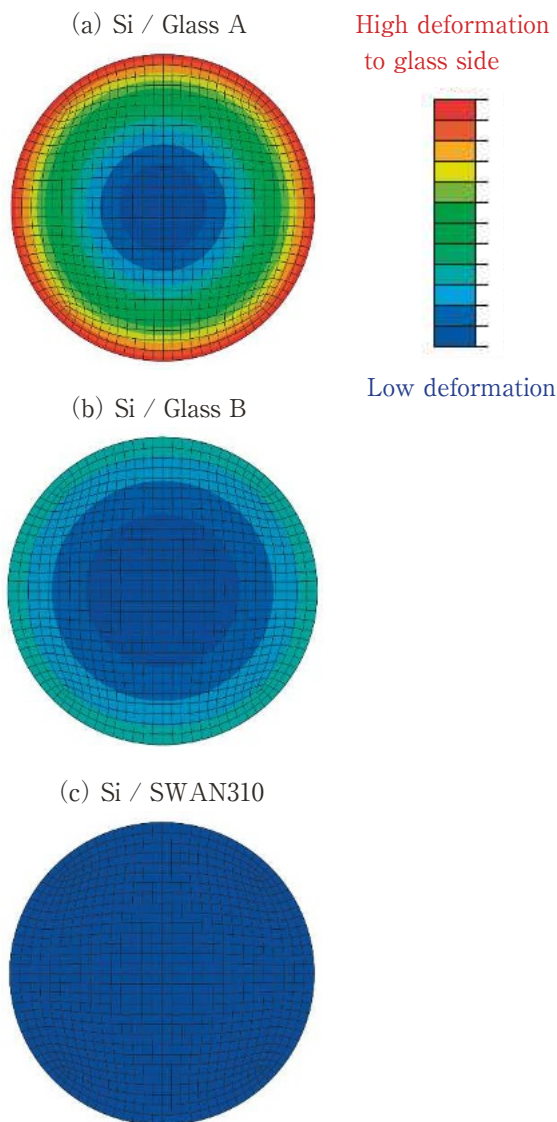 (a) Si / Glass A
High deformation
to glass side
Low deformation
(b) Si / Glass B
(c) Si / SWAN310